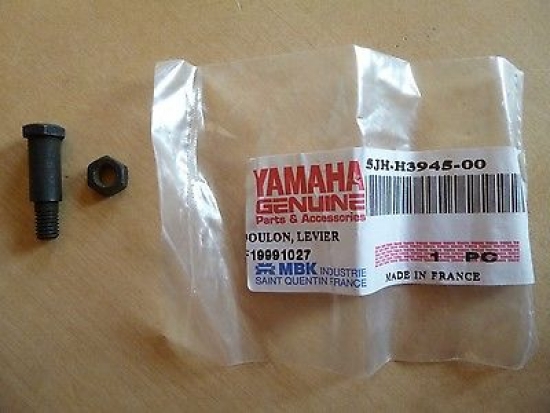 5JH-H3945-00
YAMAHA
GENUINE
Parts & Accessories
BOULON, LEVIER
F19991027
1 PC
MBK INDUSTRIE
SAINT QUENTIN FRANCE
MADE IN FRANCE